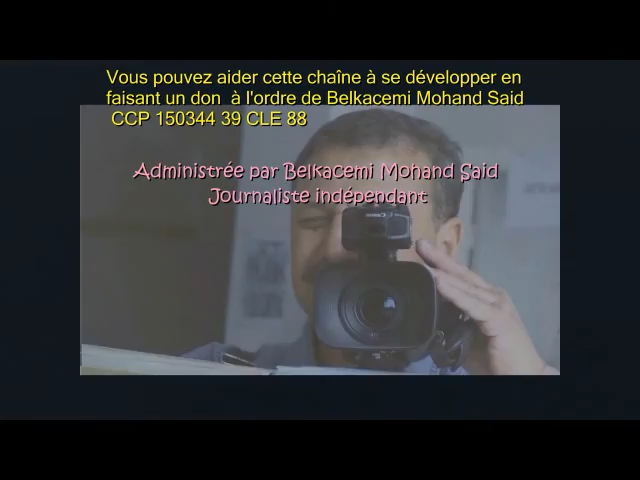 Vous pouvez aider cette chaîne à se développer en
faisant un don à l'ordre de Belkacemi Mohand Said
CCP 150344 39 CLE 88
Administrée par Belkacemi Mohand Said
Journaliste indépendant